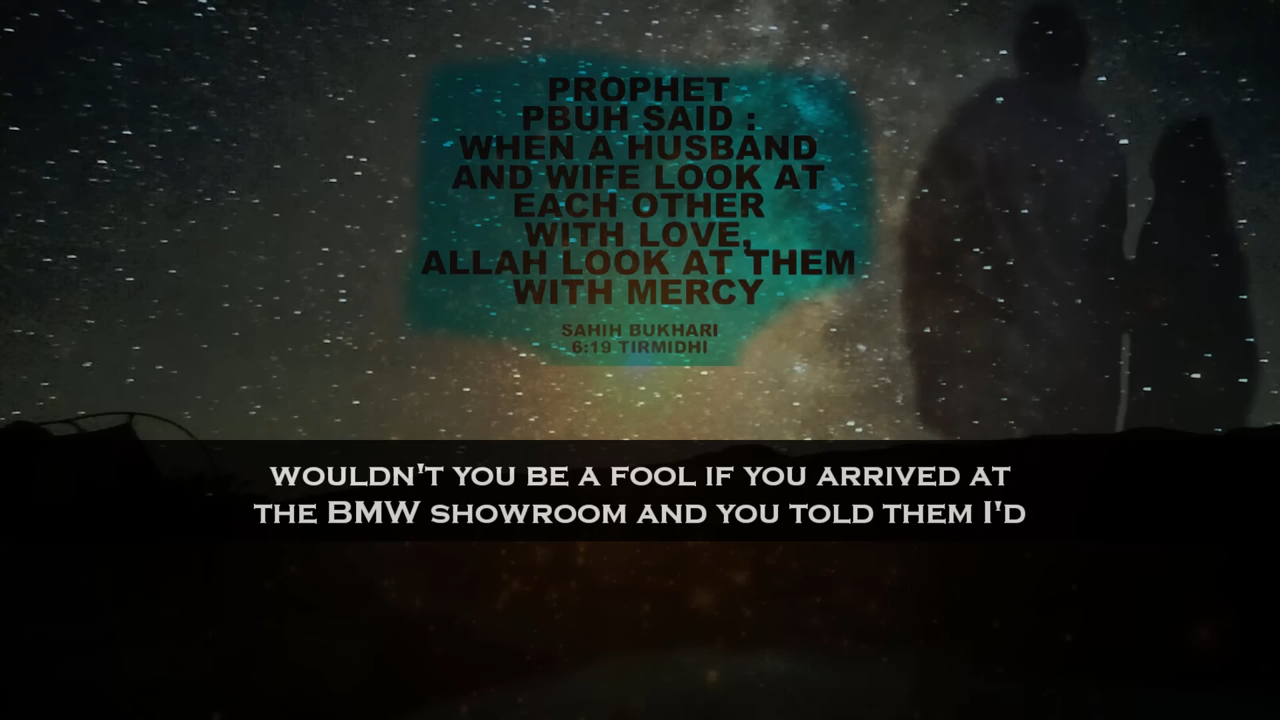 PROPHET
PBUH SAID :
WHEN A HUSBAND
AND WIFE LOOK AT
EACH OTHER
WITH LOVE,
ALLAH LOOK AT THEM
WITH MERCY
SAHIH BUKHARI
6:19 TIRMIDHI
WOULDN'T YOU BE A FOOL IF YOU ARRIVED AT
THE BMW SHOWROOM AND YOU TOLD THEM I'D